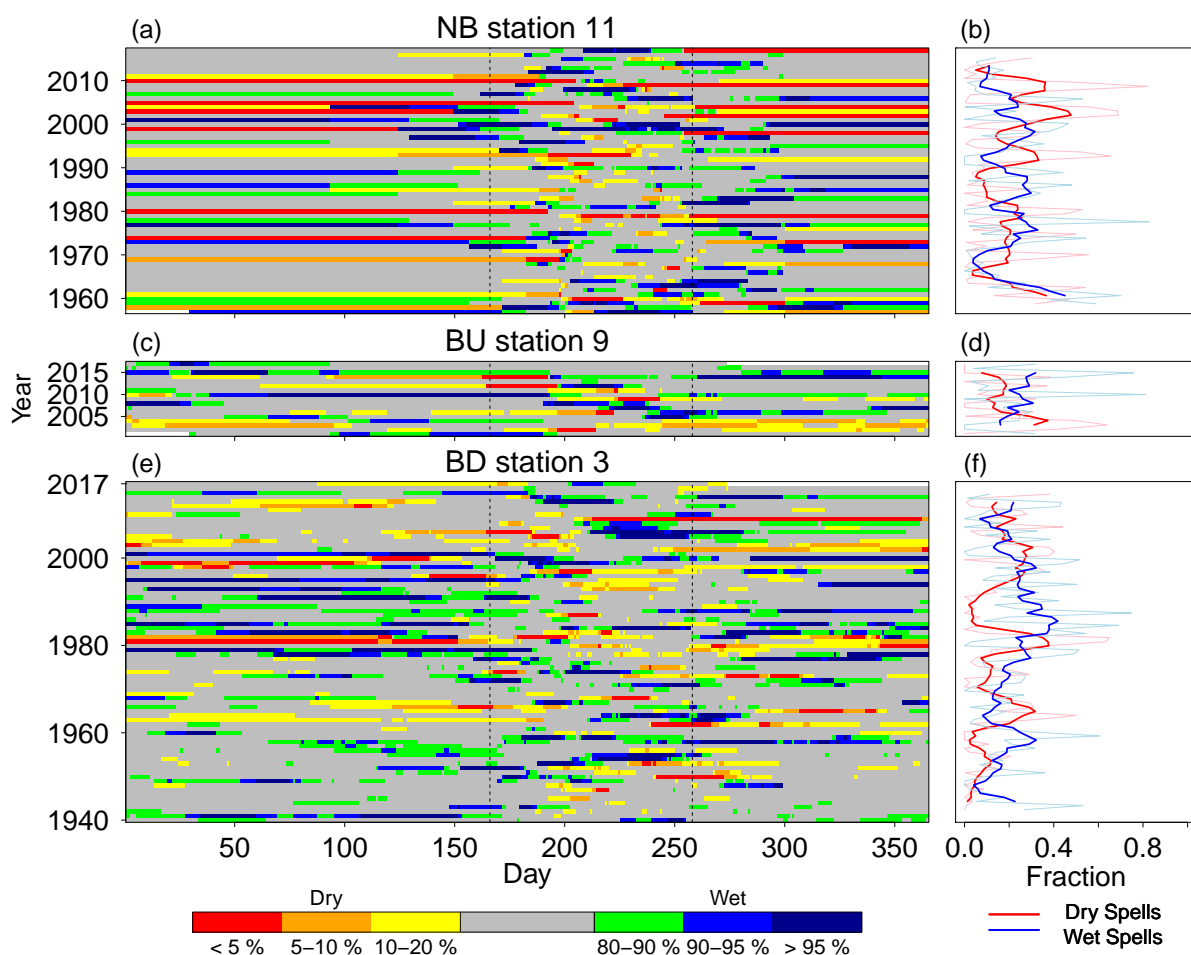 (a)
NB station 11
(b)
2010
2000
1990
1980
1970
1960
(c)
BU station 9
(d)
2015
2010
2005
Year
(e)
BD station 3
(f)
2017
2000
1980
1960
1940
50 100 150 200 250 300 350
Day
0.0 0.4 0.8
Fraction
Dry Wet
< 5 % 5–10 % 10–20 % 80–90 % 90–95 % > 95 %
Dry Spells
Wet Spells